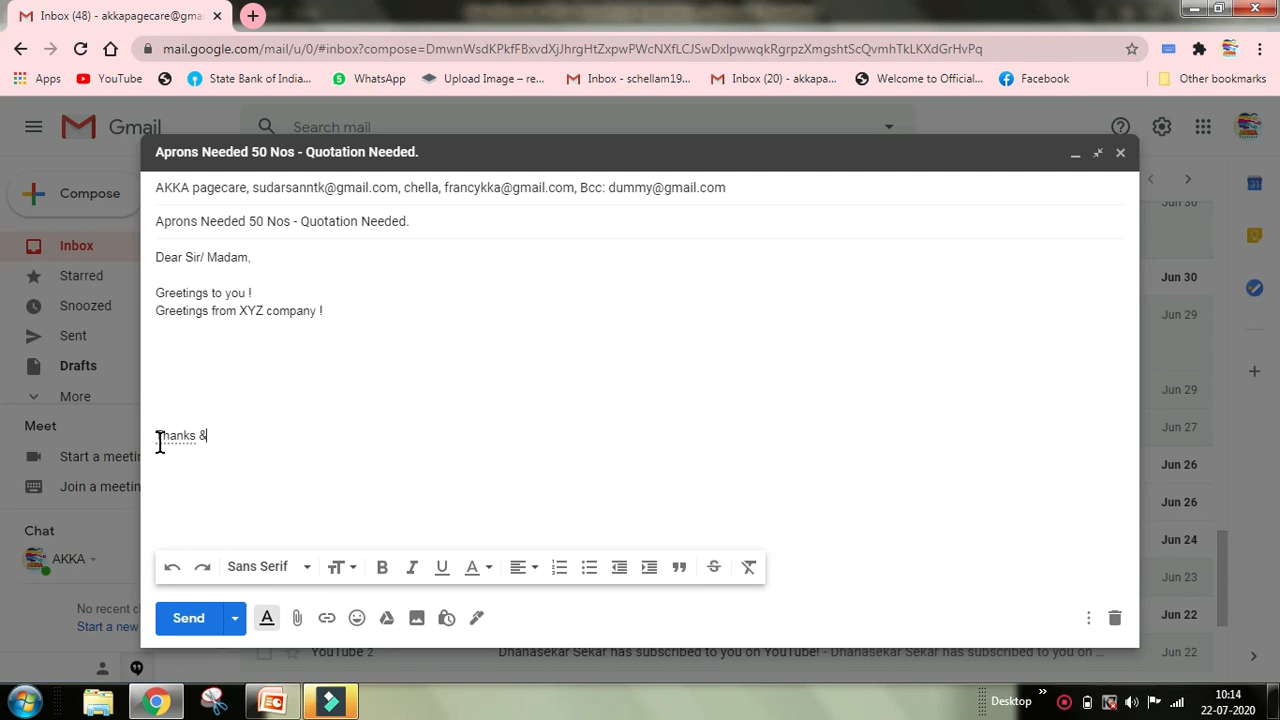 Inbox (48) - akkapagecare@gma
mail.google.com/mail/u/0/#inbox?compose=DmwnWsdKPkfFBxvdXjJhrgHtZxpwPWcNXfLCJSwDxlpwwqkRgrpzXmgshtScQvmhTkLKXdGrHvPq
Apps YouTube State Bank of India... WhatsApp Upload Image – re... Inbox - schellam19... Inbox (20) - akkapa... Welcome to Official... Facebook Other bookmarks
Gmail Search mail
Aprons Needed 50 Nos - Quotation Needed.
AKKA pagecare, sudarsanntk@gmail.com, chella, francykka@gmail.com, Bcc: dummy@gmail.com
Compose
Aprons Needed 50 Nos - Quotation Needed.
Inbox
Dear Sir/ Madam,
Starred
Jun 30
Greetings to you !
Snoozed
Greetings from XYZ company !
Jun 29
Sent
Drafts
Jun 29
More
Meet
Jun 27
Thanks &
Start a meetin
Jun 26
Join a meetin
Jun 26
Chat
Jun 24
AKKA
Sans Serif
Jun 23
No recent c
Send
Jun 22
Start a new
YouTube 2 Dhanasekar Sekar has subscribed to you on YouTube! - Dhanasekar Sekar has subscribed to you on ... Jun 22
Desktop
10:14
22-07-2020